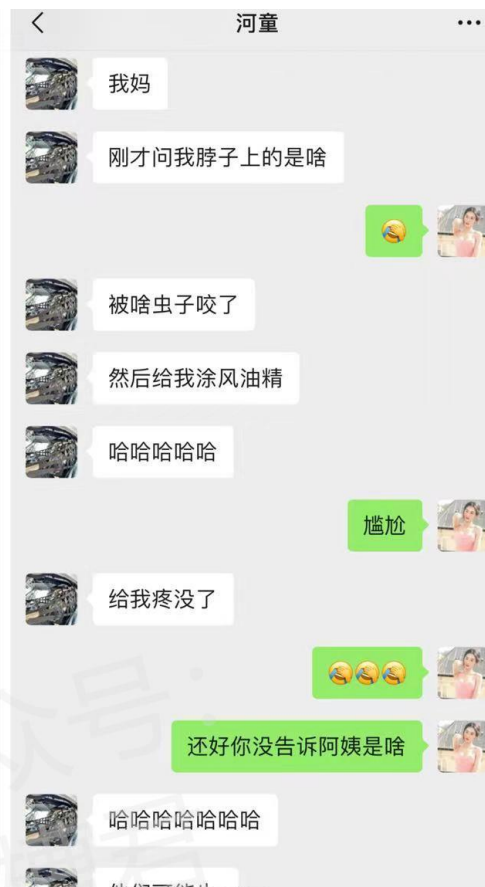 河童
我妈
刚才问我脖子上的是啥
被啥虫子咬了
然后给我涂风油精
哈哈哈哈哈
尴尬
给我疼没了
还好你没告诉阿姨是啥
哈哈哈哈哈哈哈